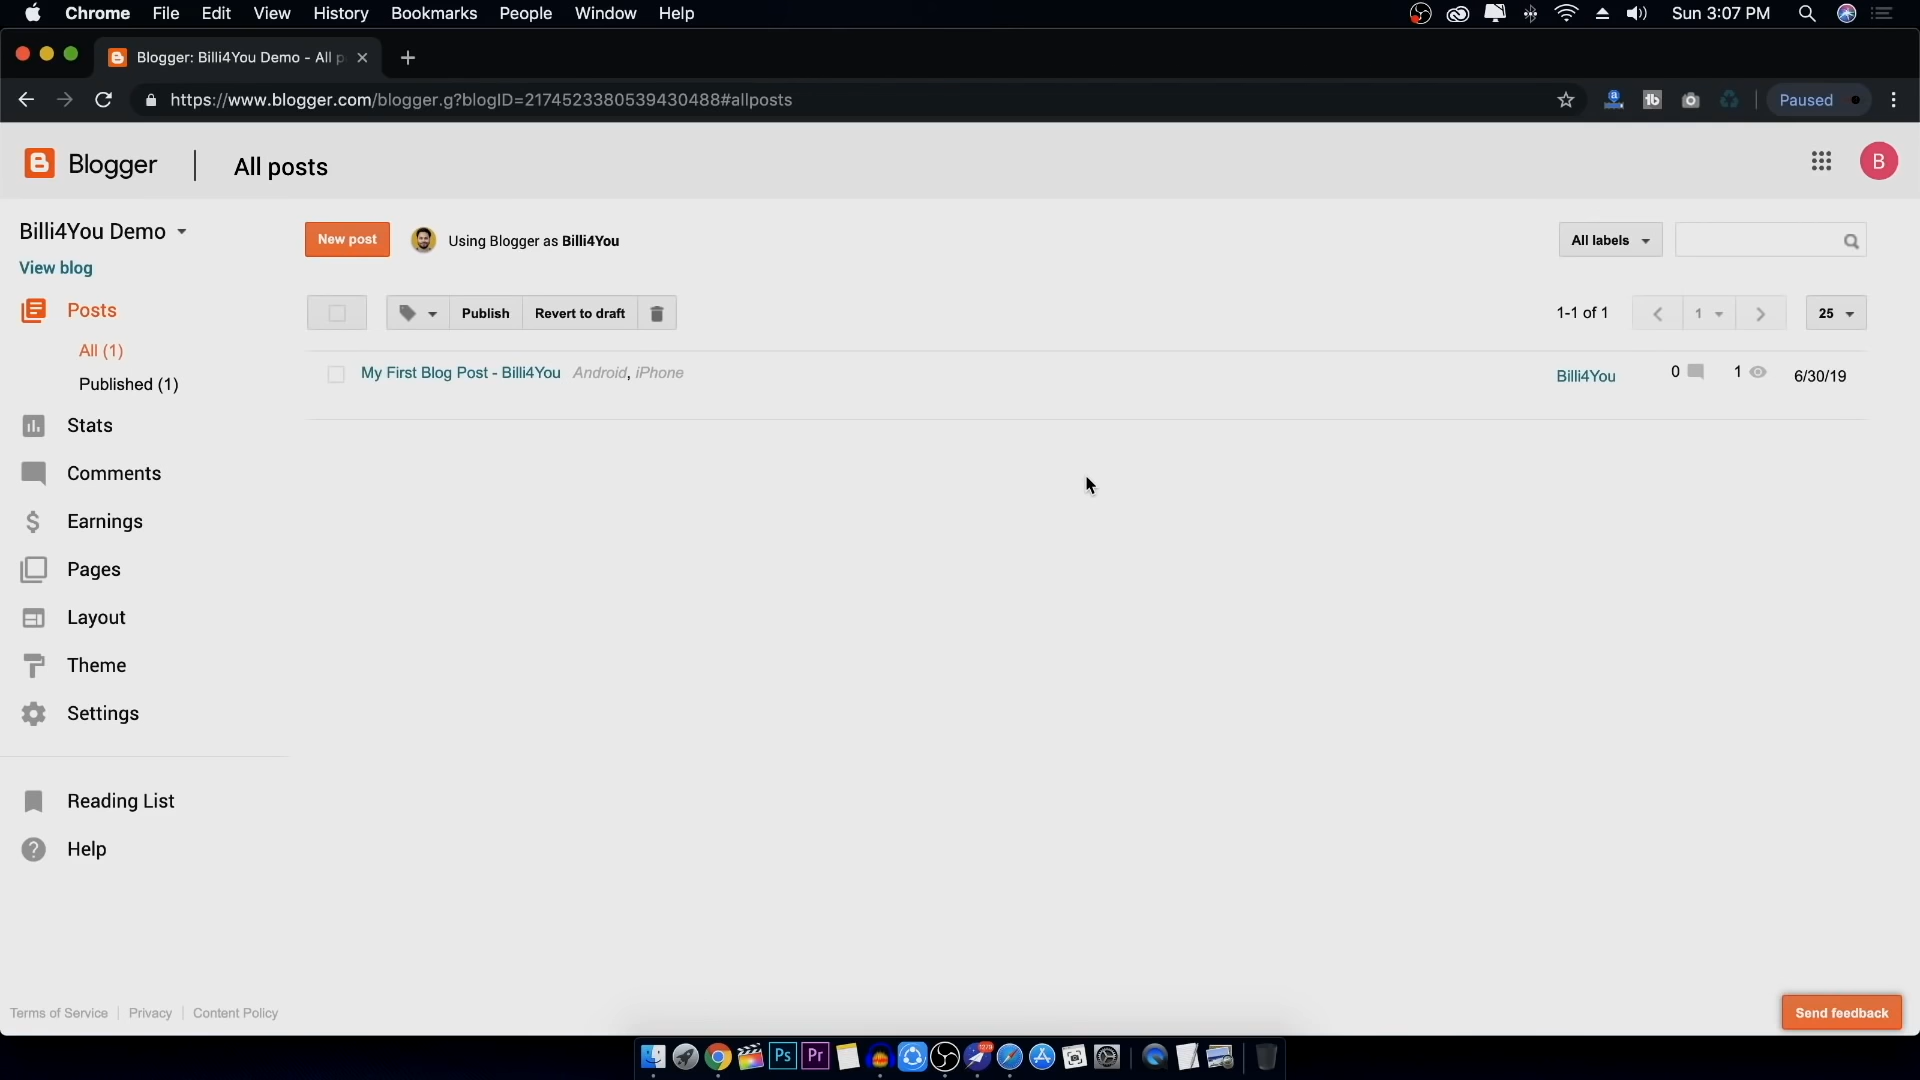 Chrome File Edit View History Bookmarks People Window Help Sun 3:07 PM
Blogger: Billi4You Demo - All p
https://www.blogger.com/blogger.g?blogID=2174523380539430488#allposts Paused
Blogger All posts B
Billi4You Demo
View blog
New post Using Blogger as Billi4You All labels
Publish Revert to draft 1-1 of 1 1 25
My First Blog Post - Billi4You Android, iPhone Billi4You 0 1 6/30/19
Posts
All (1)
Published (1)
Stats
Comments
Earnings
Pages
Layout
Theme
Settings
Reading List
Help
Terms of Service Privacy Content Policy
Send feedback
Ps Pr